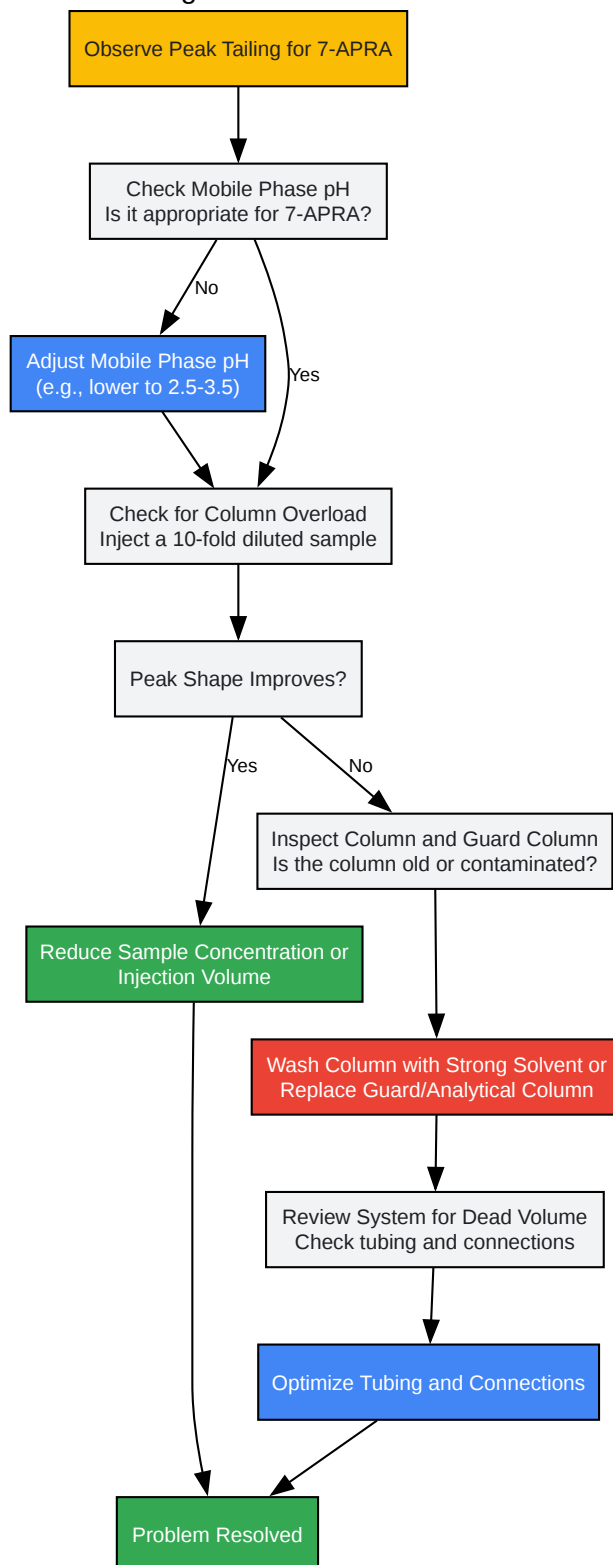 Observe Peak Tailing for 7-APRA
Check Mobile Phase pH
Is it appropriate for 7-APRA?
No
Adjust Mobile Phase pH
(e.g., lower to 2.5-3.5)
Yes
Check for Column Overload
Inject a 10-fold diluted sample
Peak Shape Improves?
Yes
No
Inspect Column and Guard Column
Is the column old or contaminated?
Reduce Sample Concentration or
Injection Volume
Wash Column with Strong Solvent or
Replace Guard/Analytical Column
Review System for Dead Volume
Check tubing and connections
Optimize Tubing and Connections
Problem Resolved